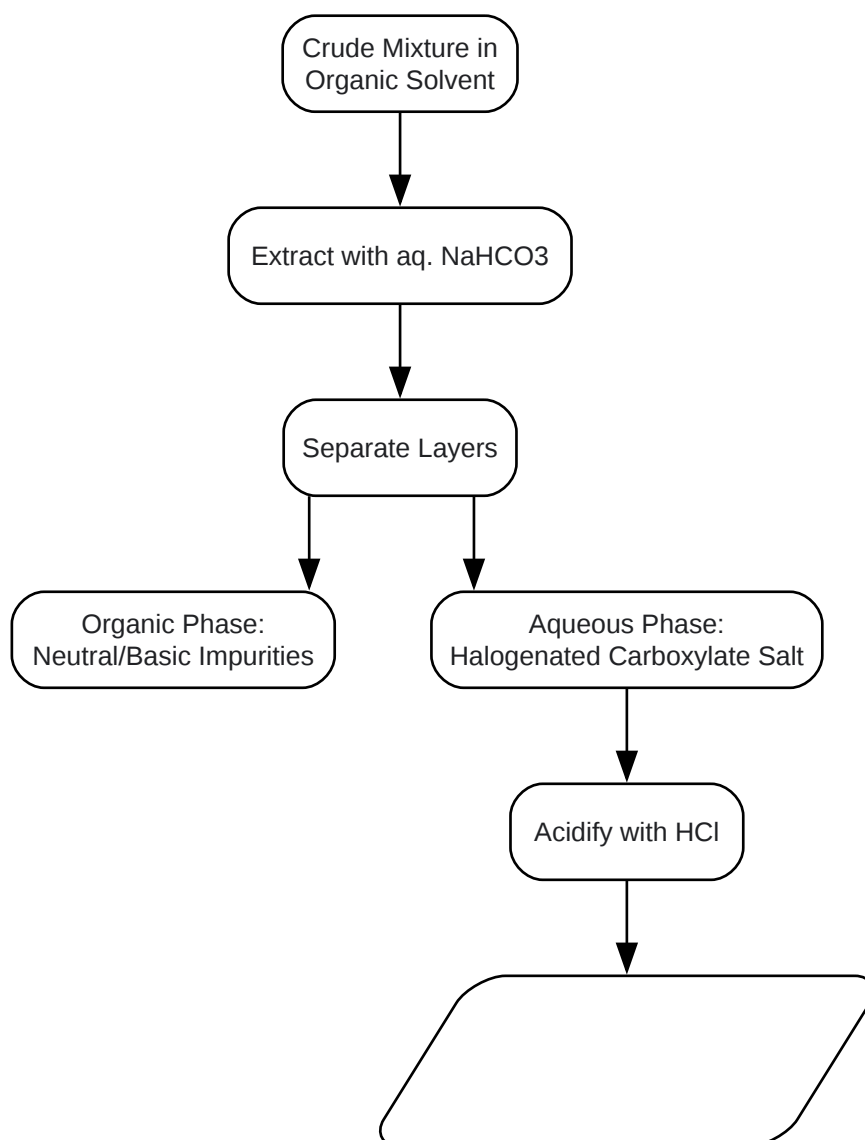 Crude Mixture in
Organic Solvent
Extract with aq. NaHCO3
Separate Layers
Organic Phase:
Neutral/Basic Impurities
Aqueous Phase:
Halogenated Carboxylate Salt
Acidify with HCl